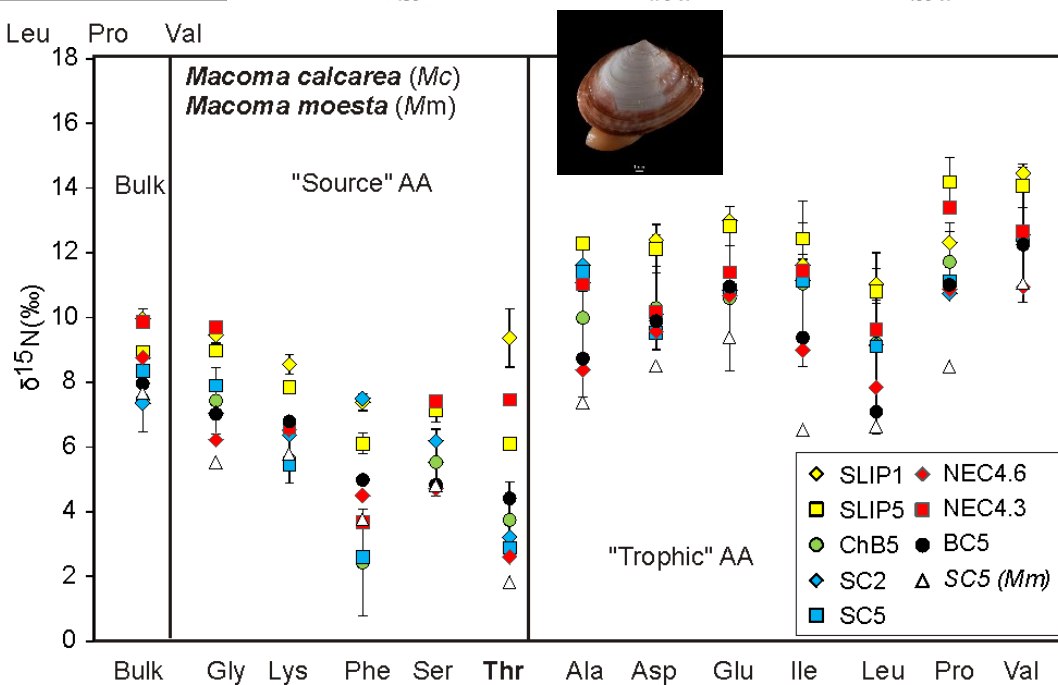 Leu Pro Val
18
16
14
12
10
8
6
4
2
0
δ15N(‰)
Macoma calcarea (Mc)
Macoma moesta (Mm)
Bulk
"Source" AA
"Trophic" AA
SLIP1
SLIP5
ChB5
SC2
SC5
NEC4.6
NEC4.3
BC5
SC5 (Mm)
Bulk Gly Lys Phe Ser Thr Ala Asp Glu Ile Leu Pro Val